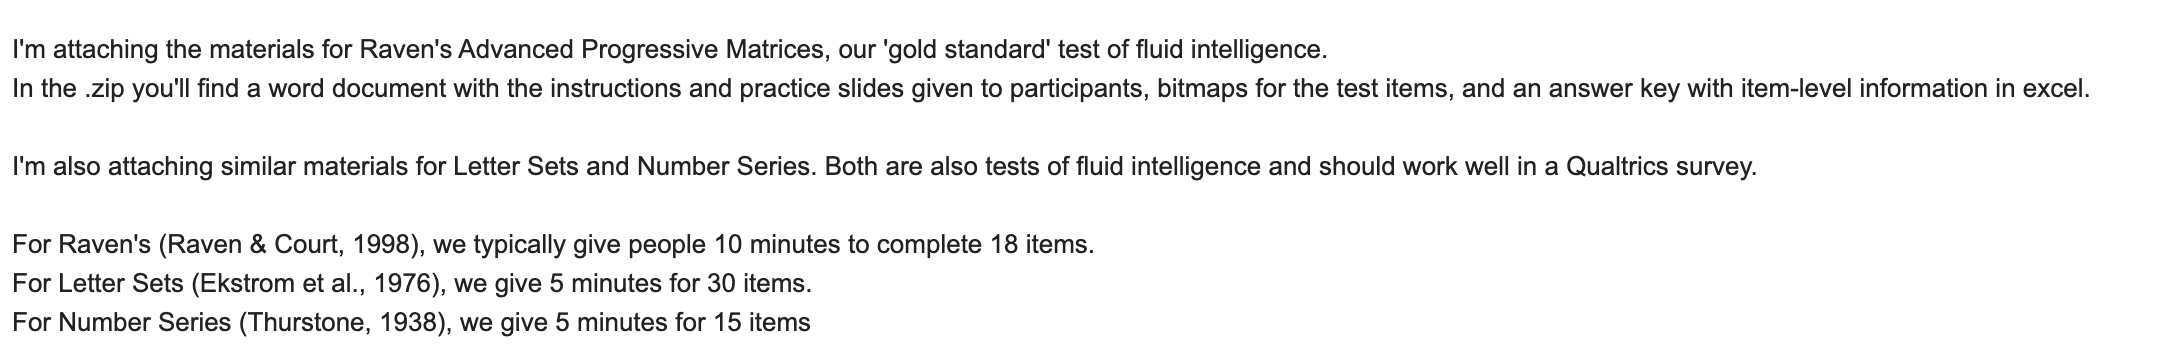 I'm attaching the materials for Raven's Advanced Progressive Matrices, our 'gold standard' test of fluid intelligence.
In the .zip you'll find a word document with the instructions and practice slides given to participants, bitmaps for the test items, and an answer key with item-level information in excel.
I'm also attaching similar materials for Letter Sets and Number Series. Both are also tests of fluid intelligence and should work well in a Qualtrics survey.
For Raven's (Raven & Court, 1998), we typically give people 10 minutes to complete 18 items.
For Letter Sets (Ekstrom et al., 1976), we give 5 minutes for 30 items.
For Number Series (Thurstone, 1938), we give 5 minutes for 15 items